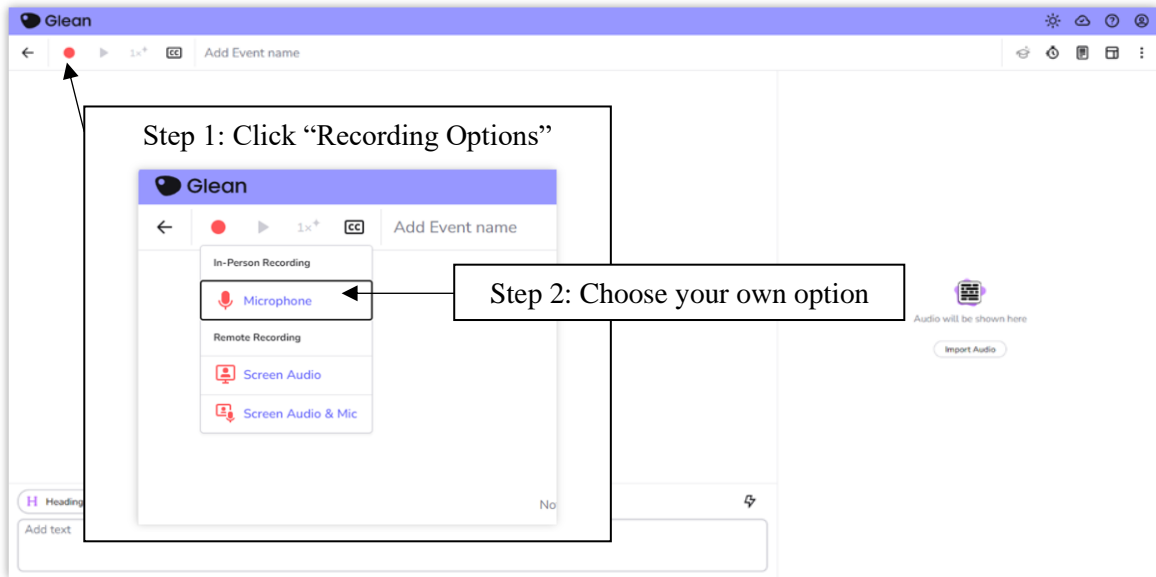 Glean
1x+
CC
Add Event name
Step 1: Click “Recording Options”
Glean
1x+
CC
Add Event name
In-Person Recording
Microphone
Remote Recording
Screen Audio
Screen Audio & Mic
No
Step 2: Choose your own option
Audio will be shown here
Import Audio
H Heading
Add text